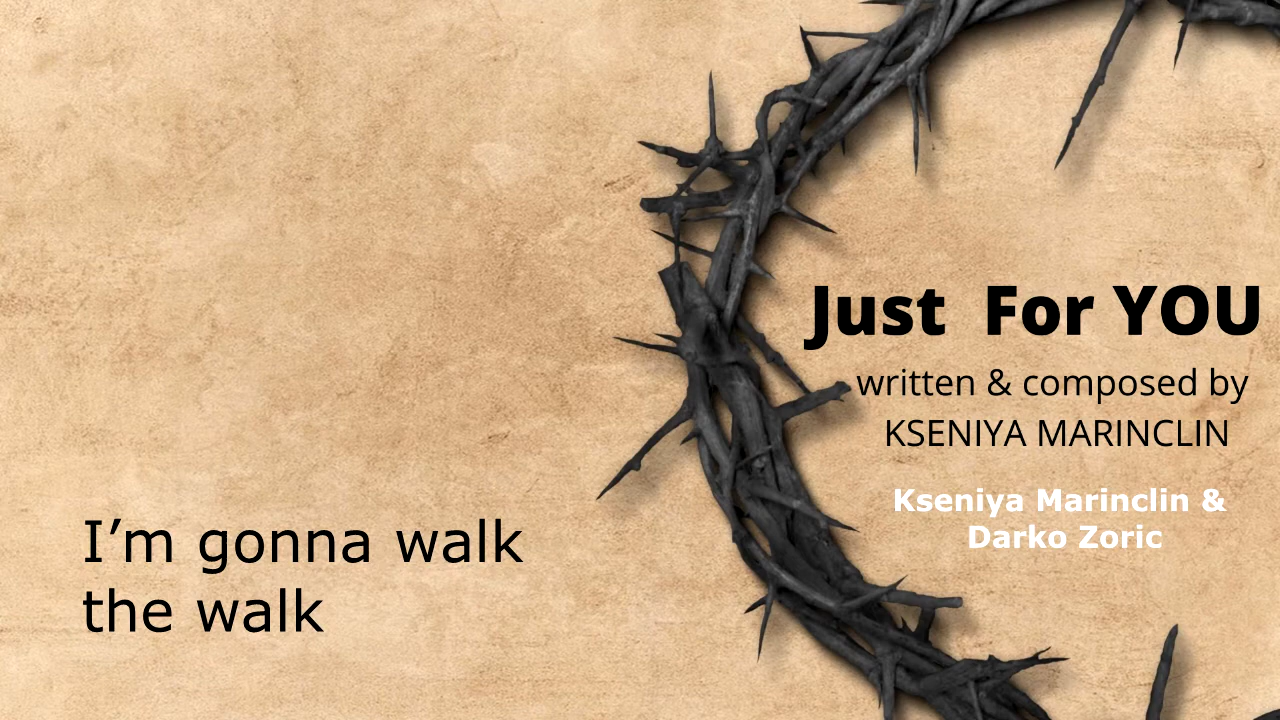 Just  For YOU
written & composed by
KSENIYA MARINCLIN
Kseniya Marinclin &
Darko Zoric
I’m gonna walk
the walk